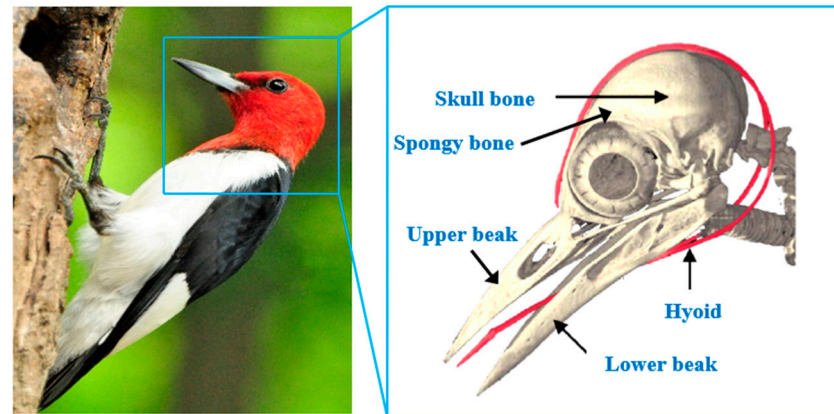 Skull bone
Spongy bone
Upper beak
Hyoid
Lower beak